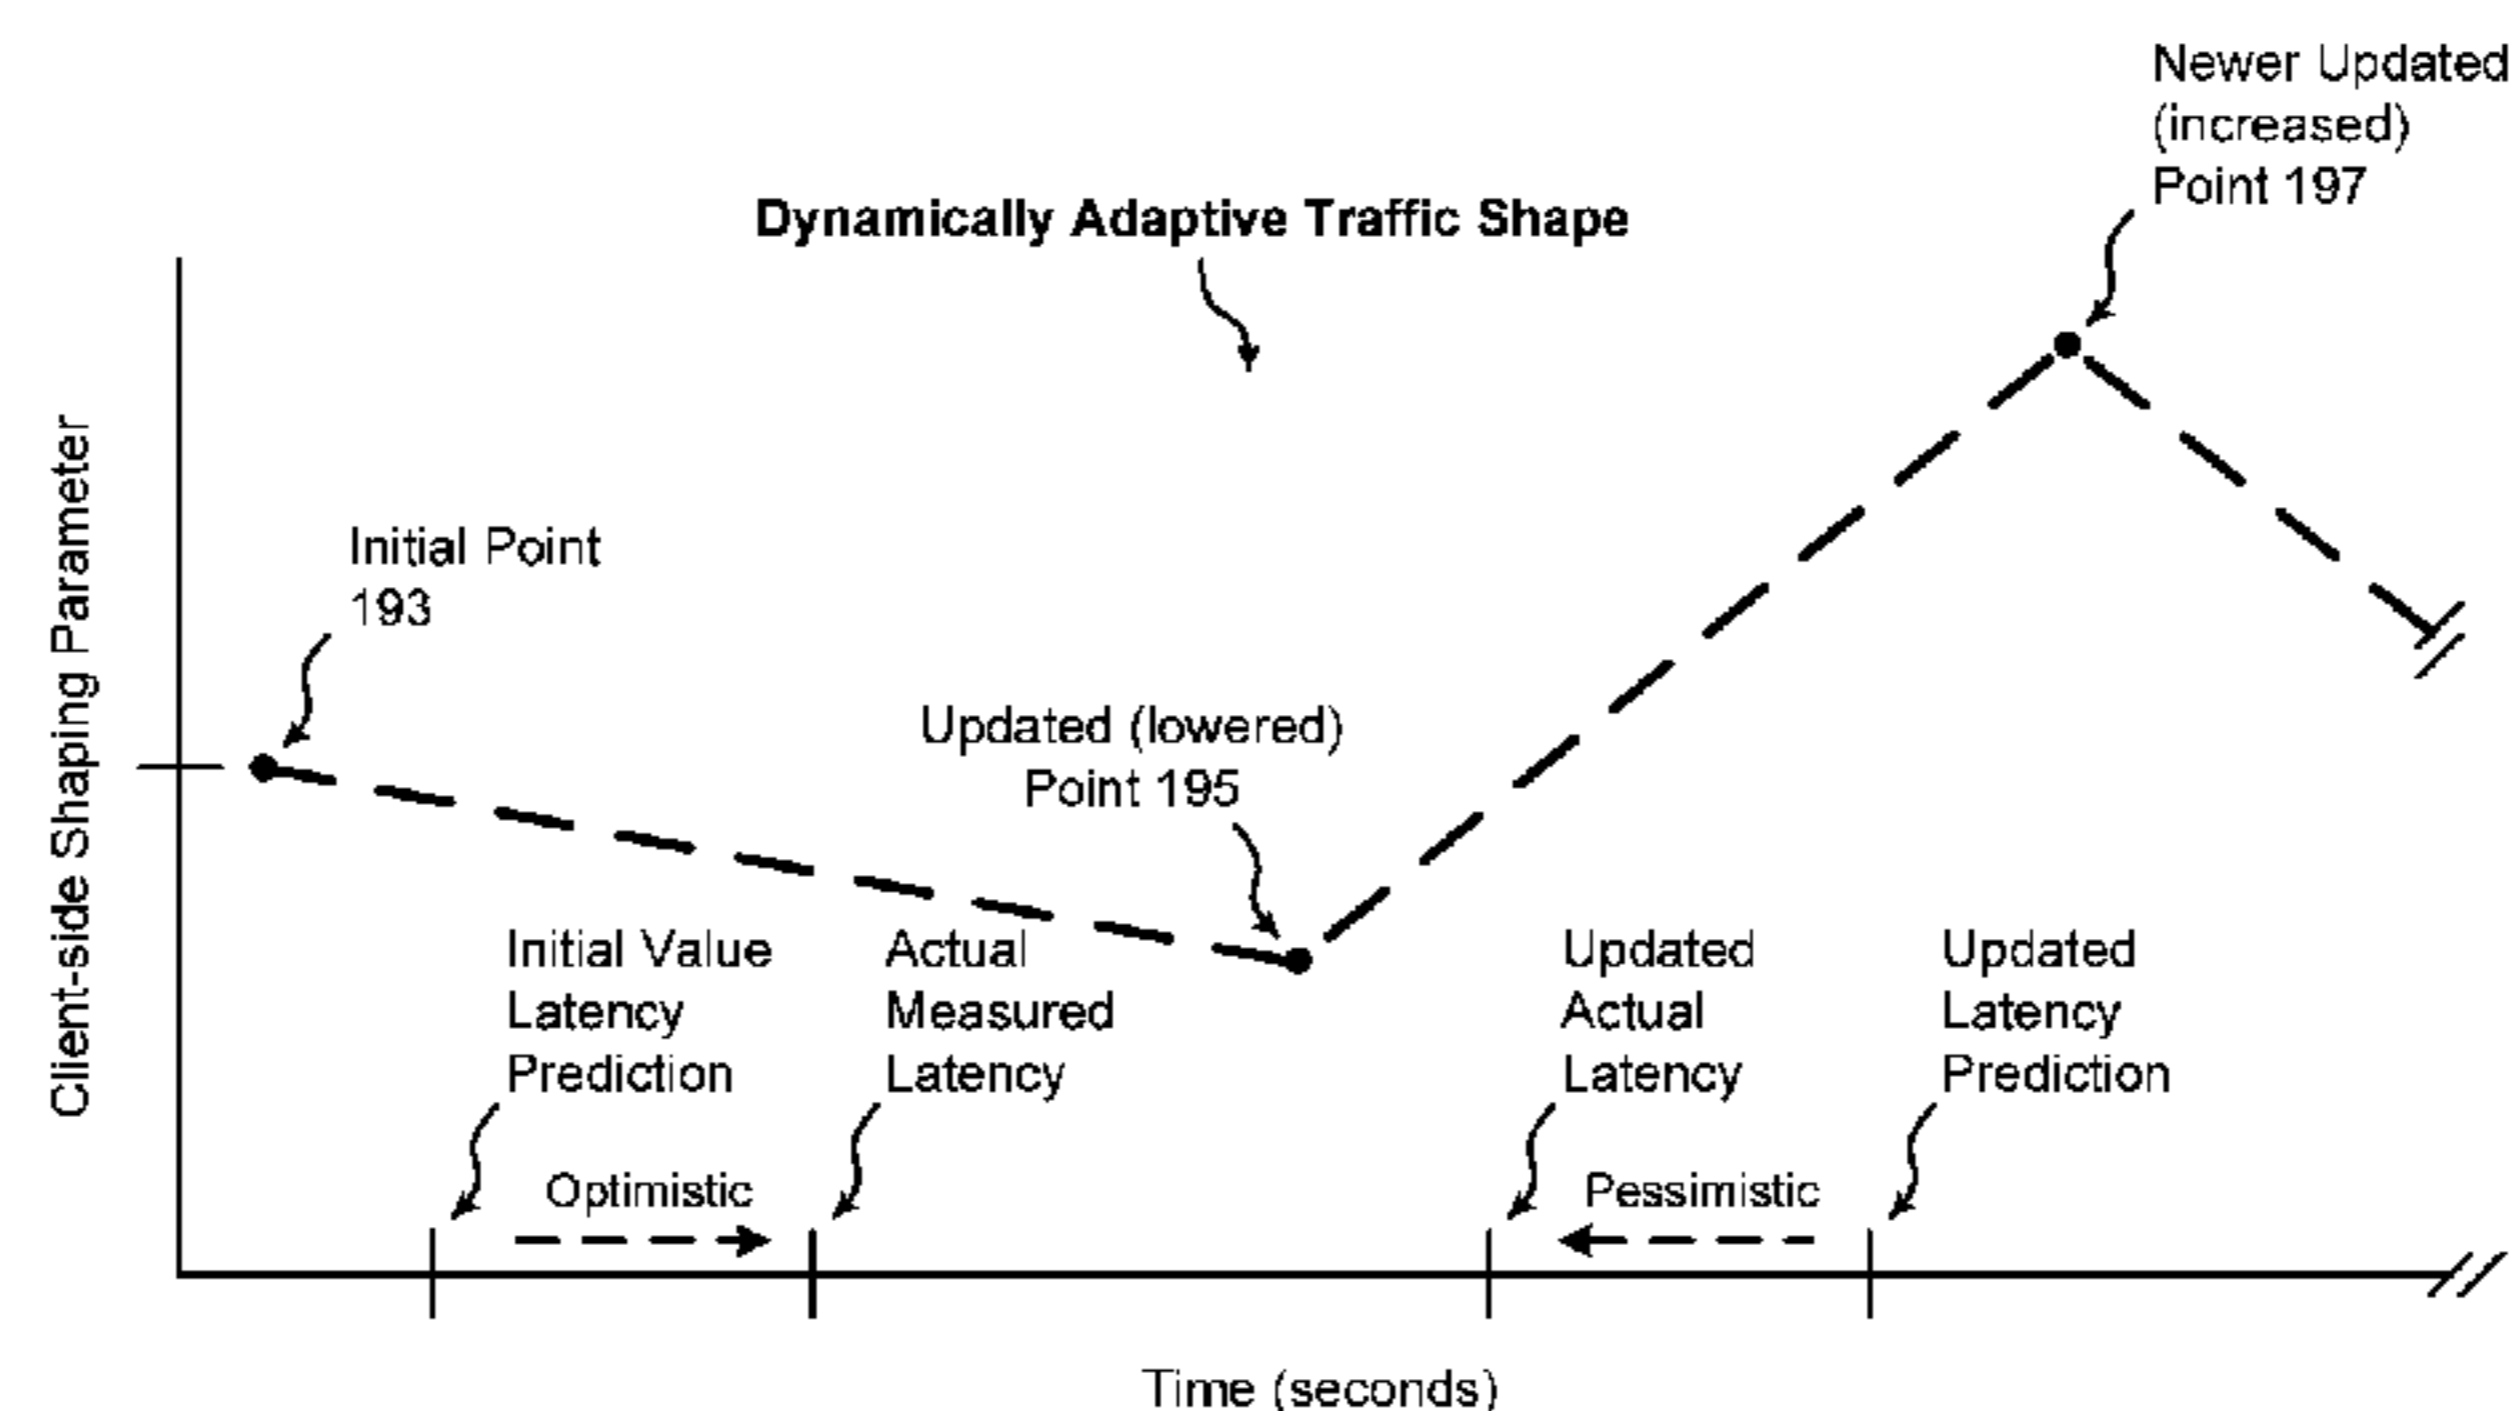 Newer Updated
(increased)
Point 197
Dynamically Adaptive Traffic Shape
Client-side Shaping Parameter
Initial Point
193
Updated (lowered)
Point 195
Initial Value
Latency
Prediction
Actual
Measured
Latency
Updated
Actual
Latency
Updated
Latency
Prediction
Optimistic
Pessimistic
Time (seconds)